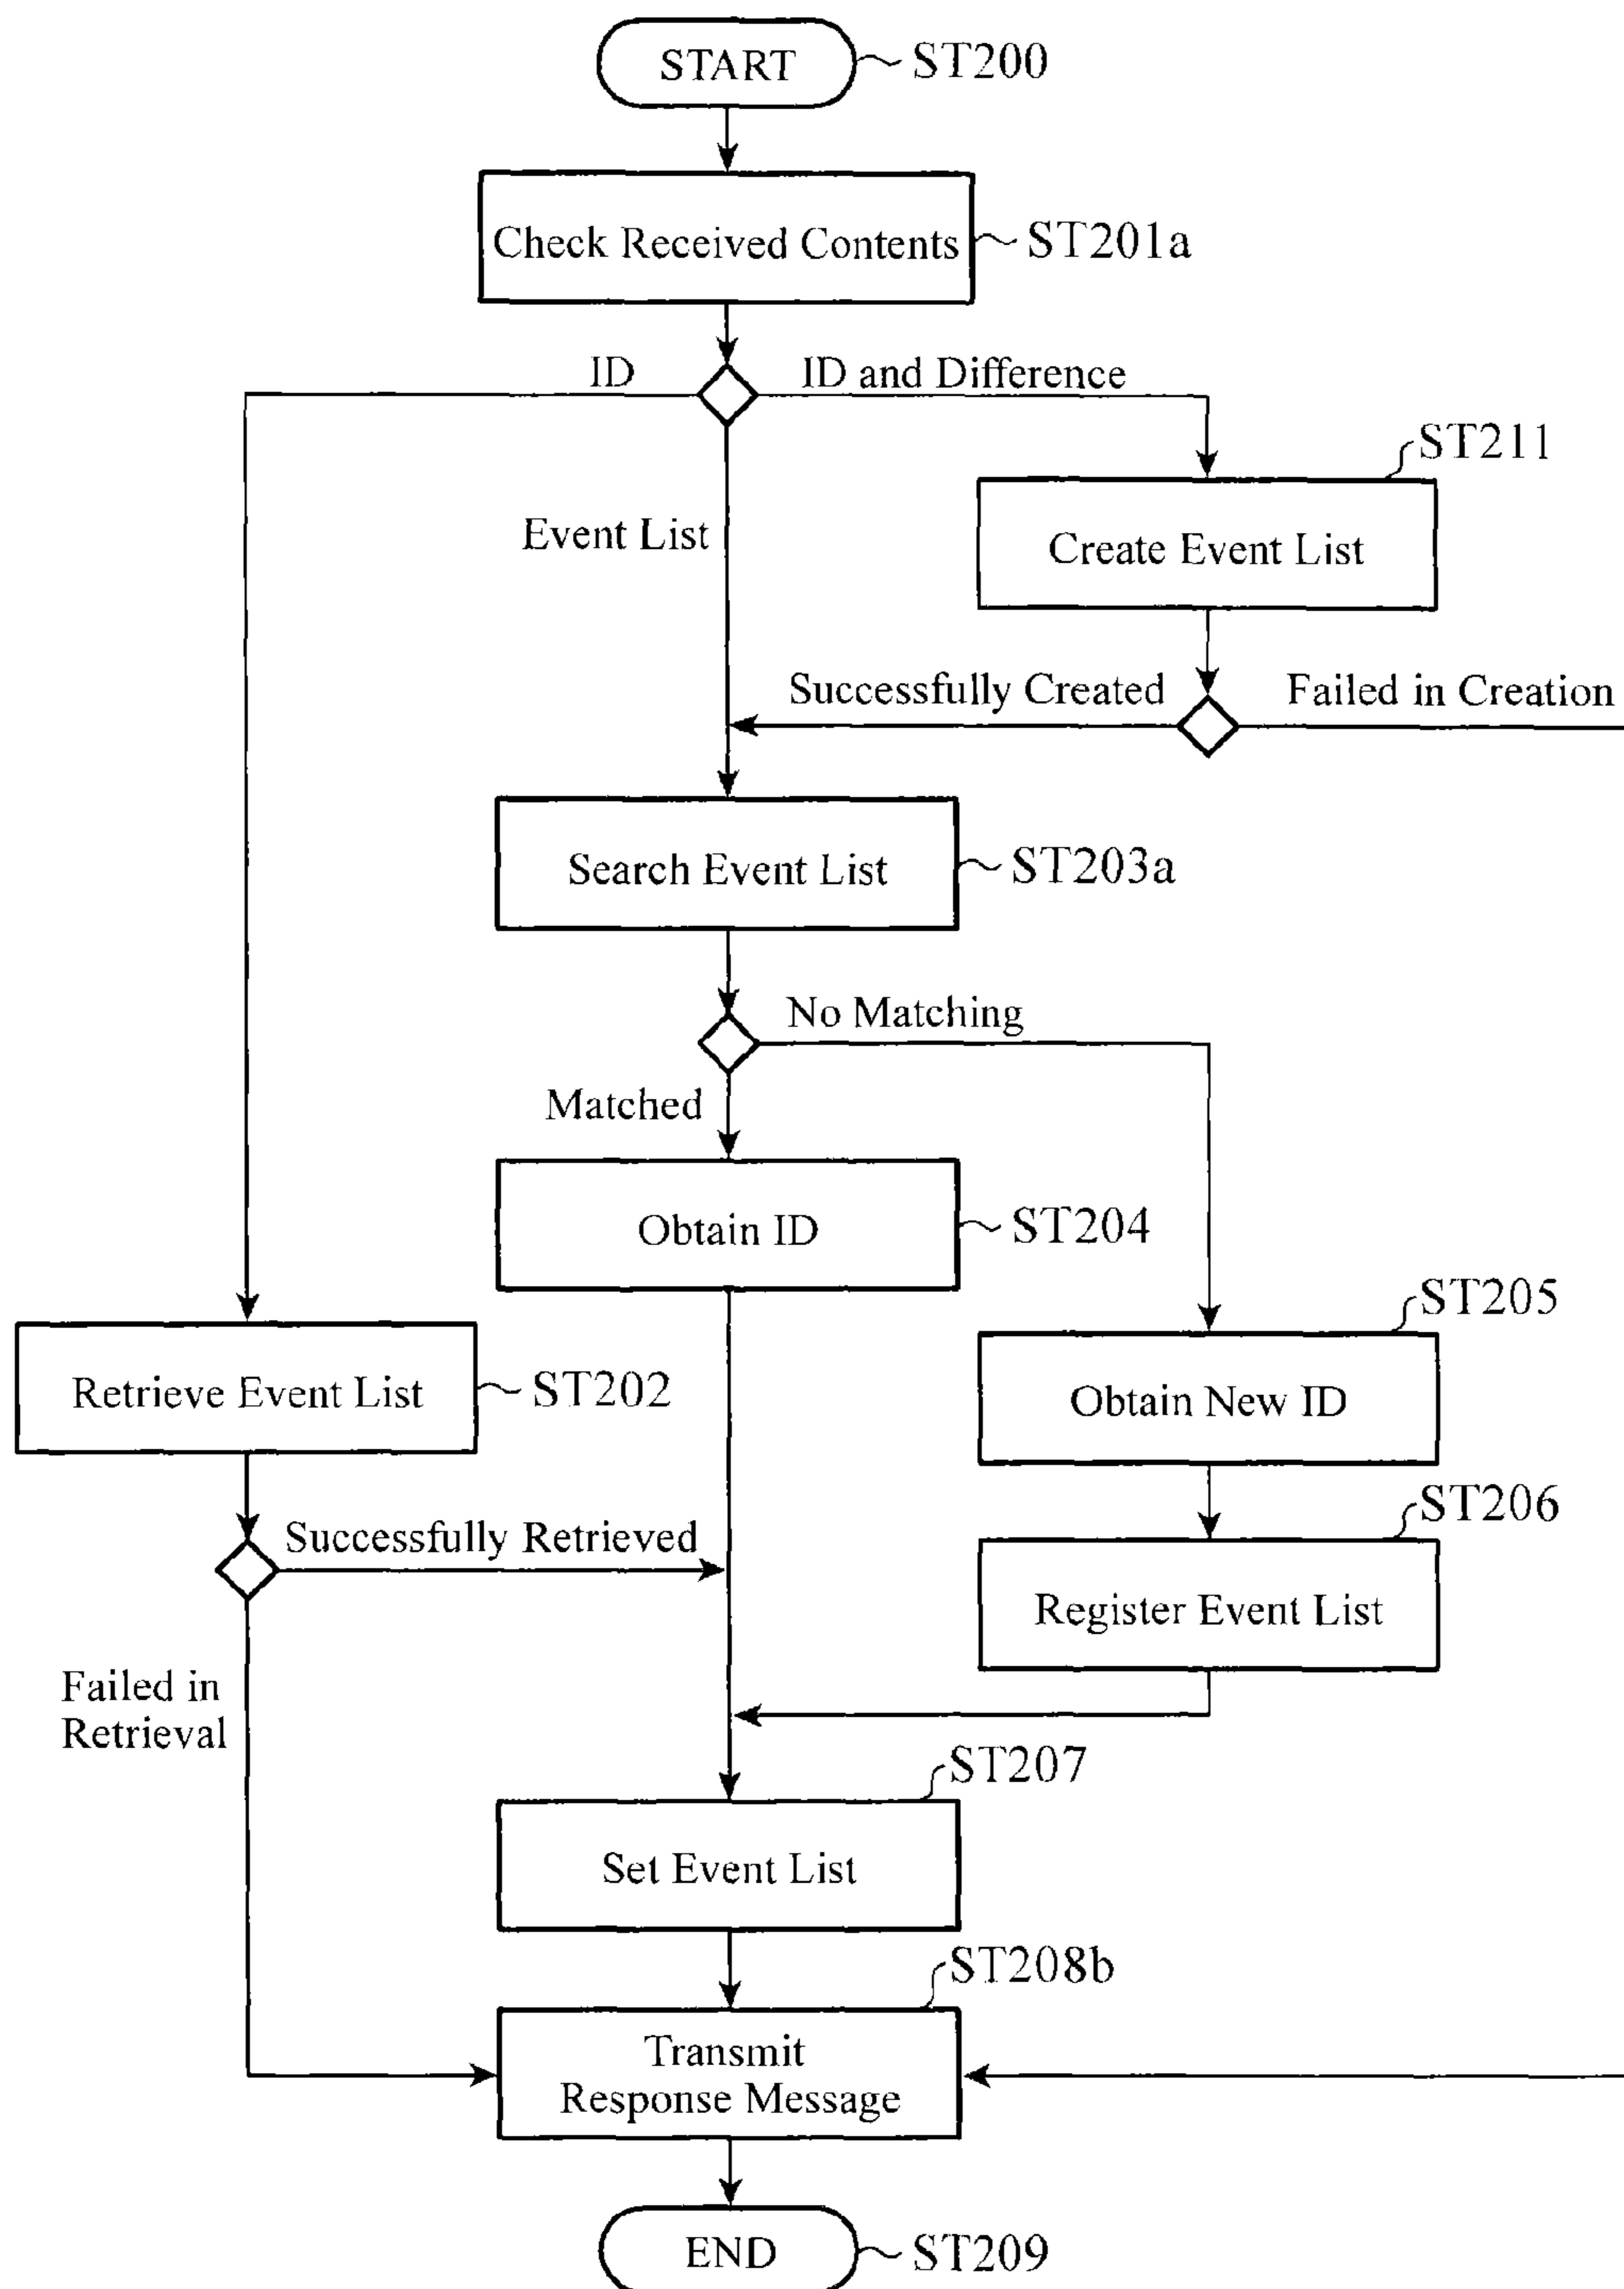 START
ST200
Check Received Contents
ST201a
ID
ID and Difference
ST211
Create Event List
Event List
Successfully Created
Failed in Creation
Search Event List
ST203a
No Matching
Matched
Obtain ID
ST204
ST205
Obtain New ID
Retrieve Event List
ST202
ST206
Register Event List
Successfully Retrieved
Failed in
Retrieval
ST207
Set Event List
ST208b
Transmit
Response Message
END
ST209